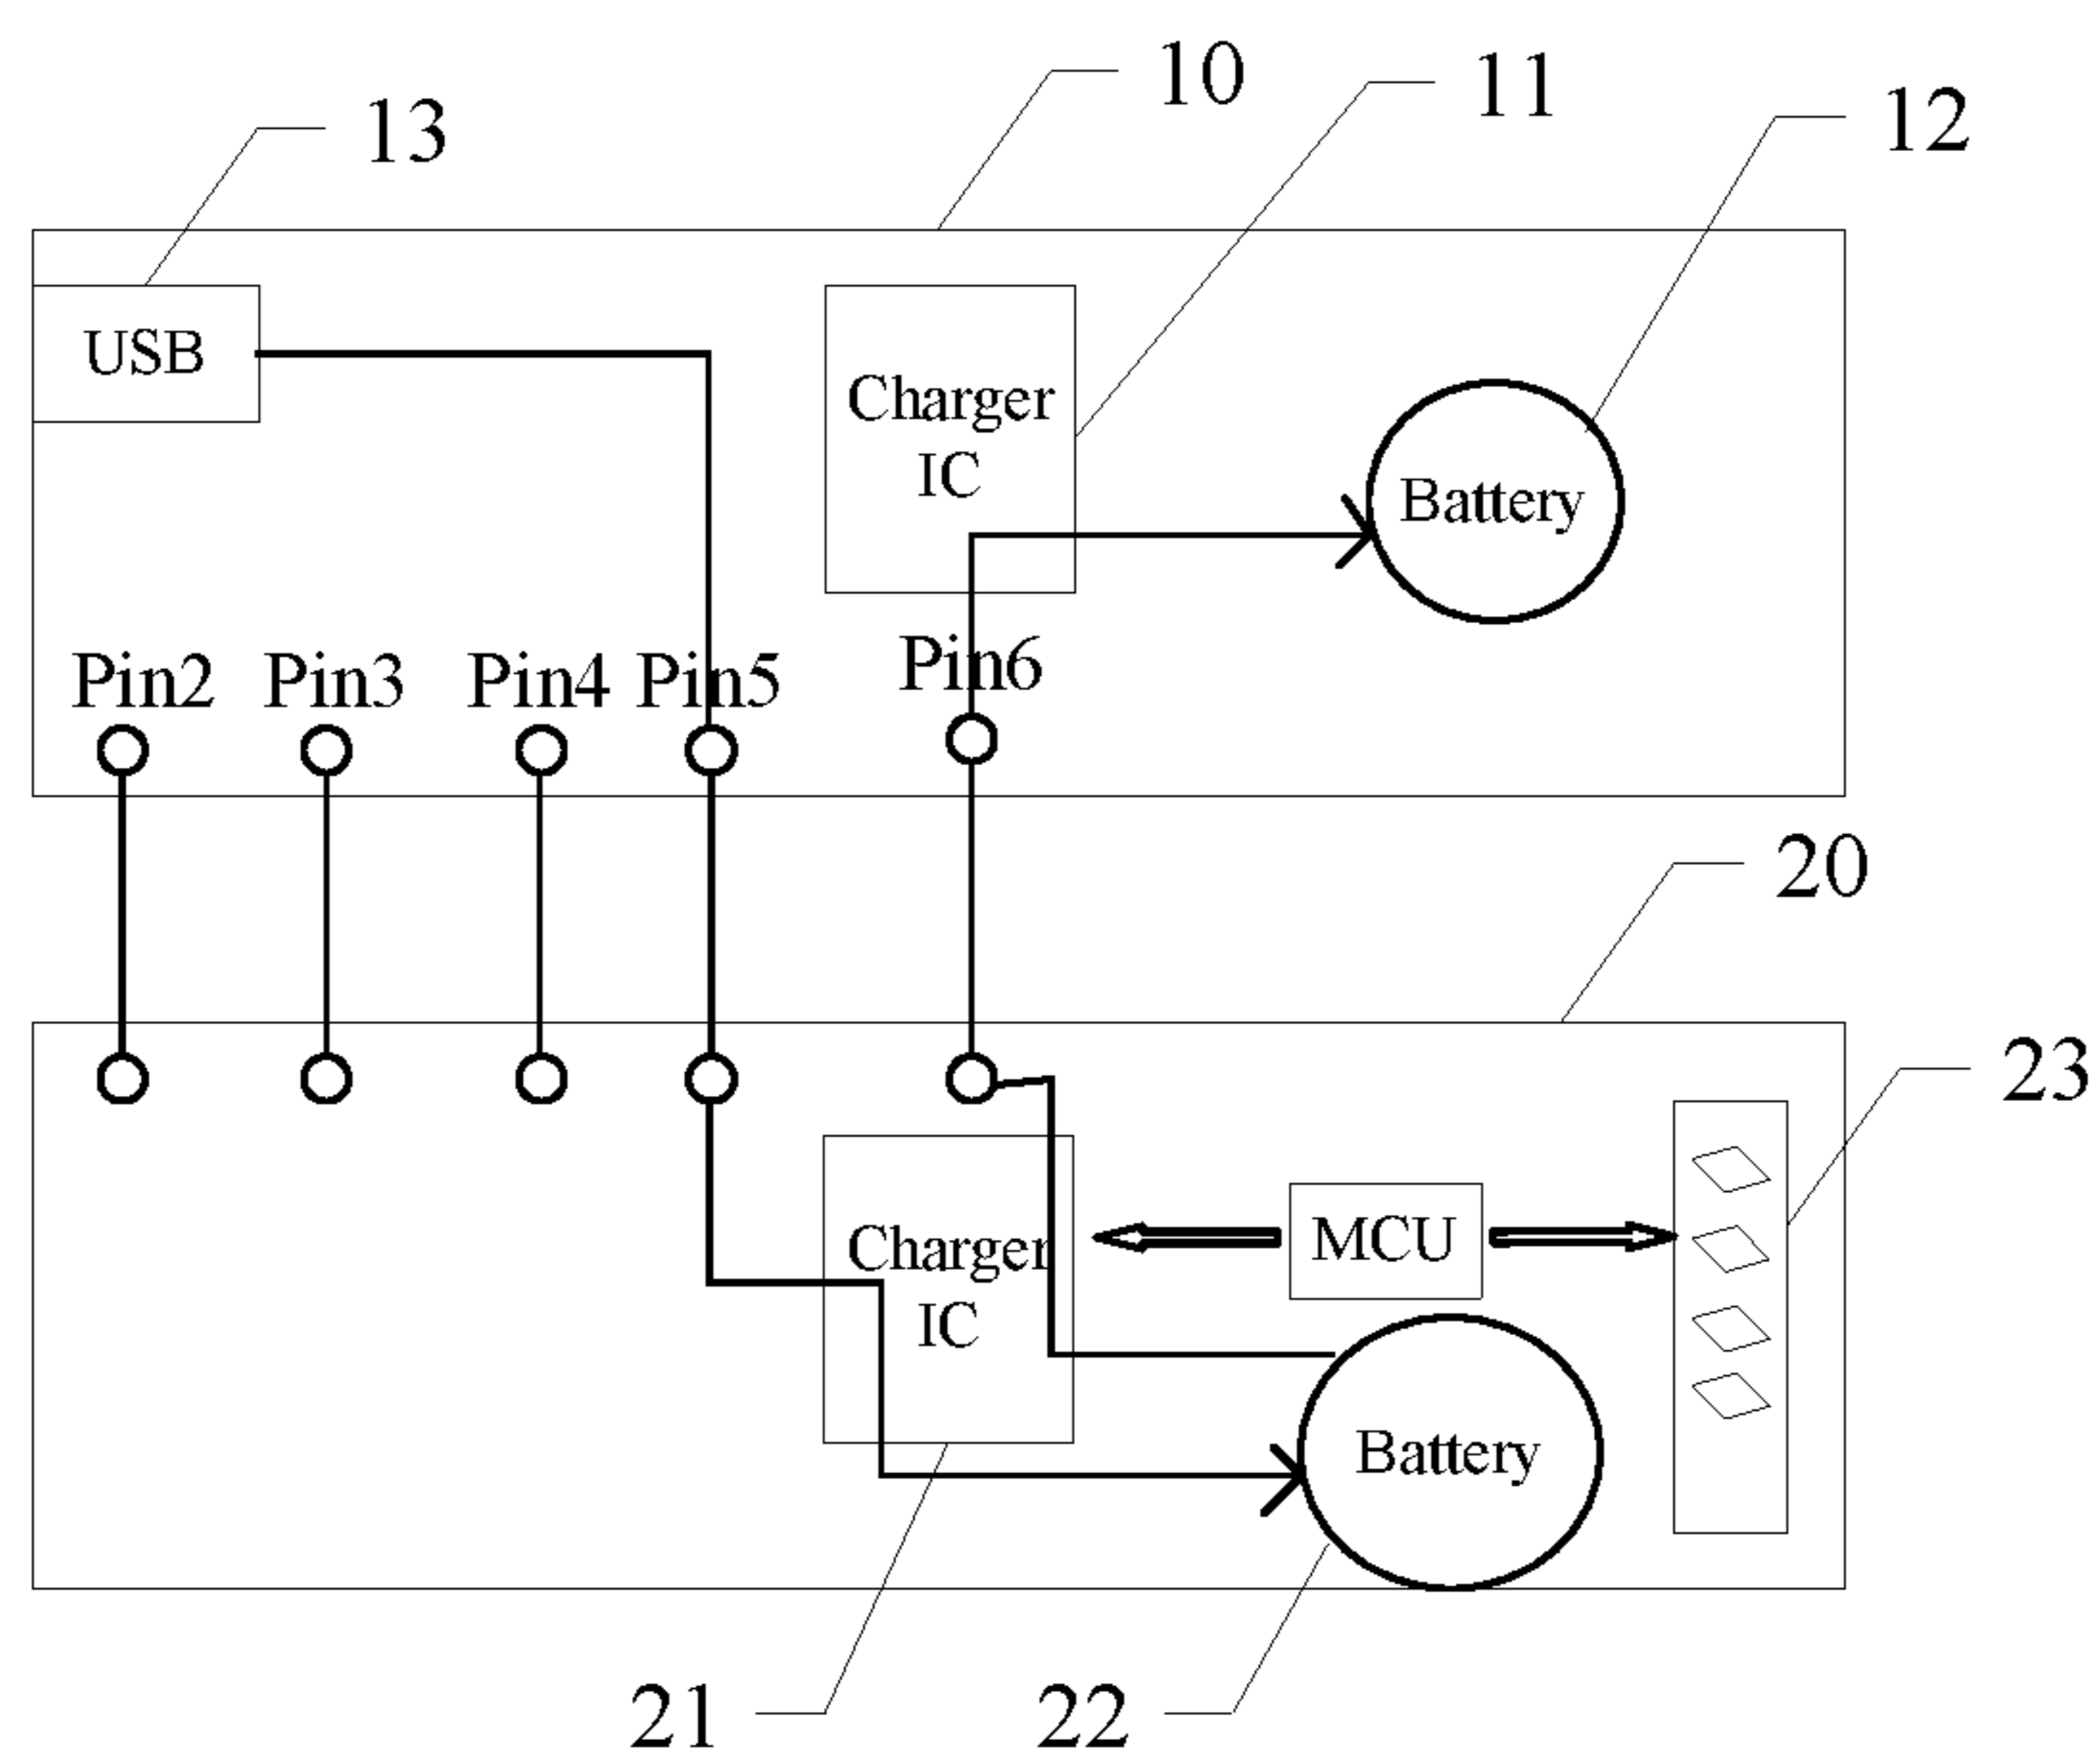 10
11
12
13
USB
Charger
IC
Battery
Pin2 Pin3 Pin4 Pin5 Pin6
20
23
Charger
IC
MCU
Battery
21
22